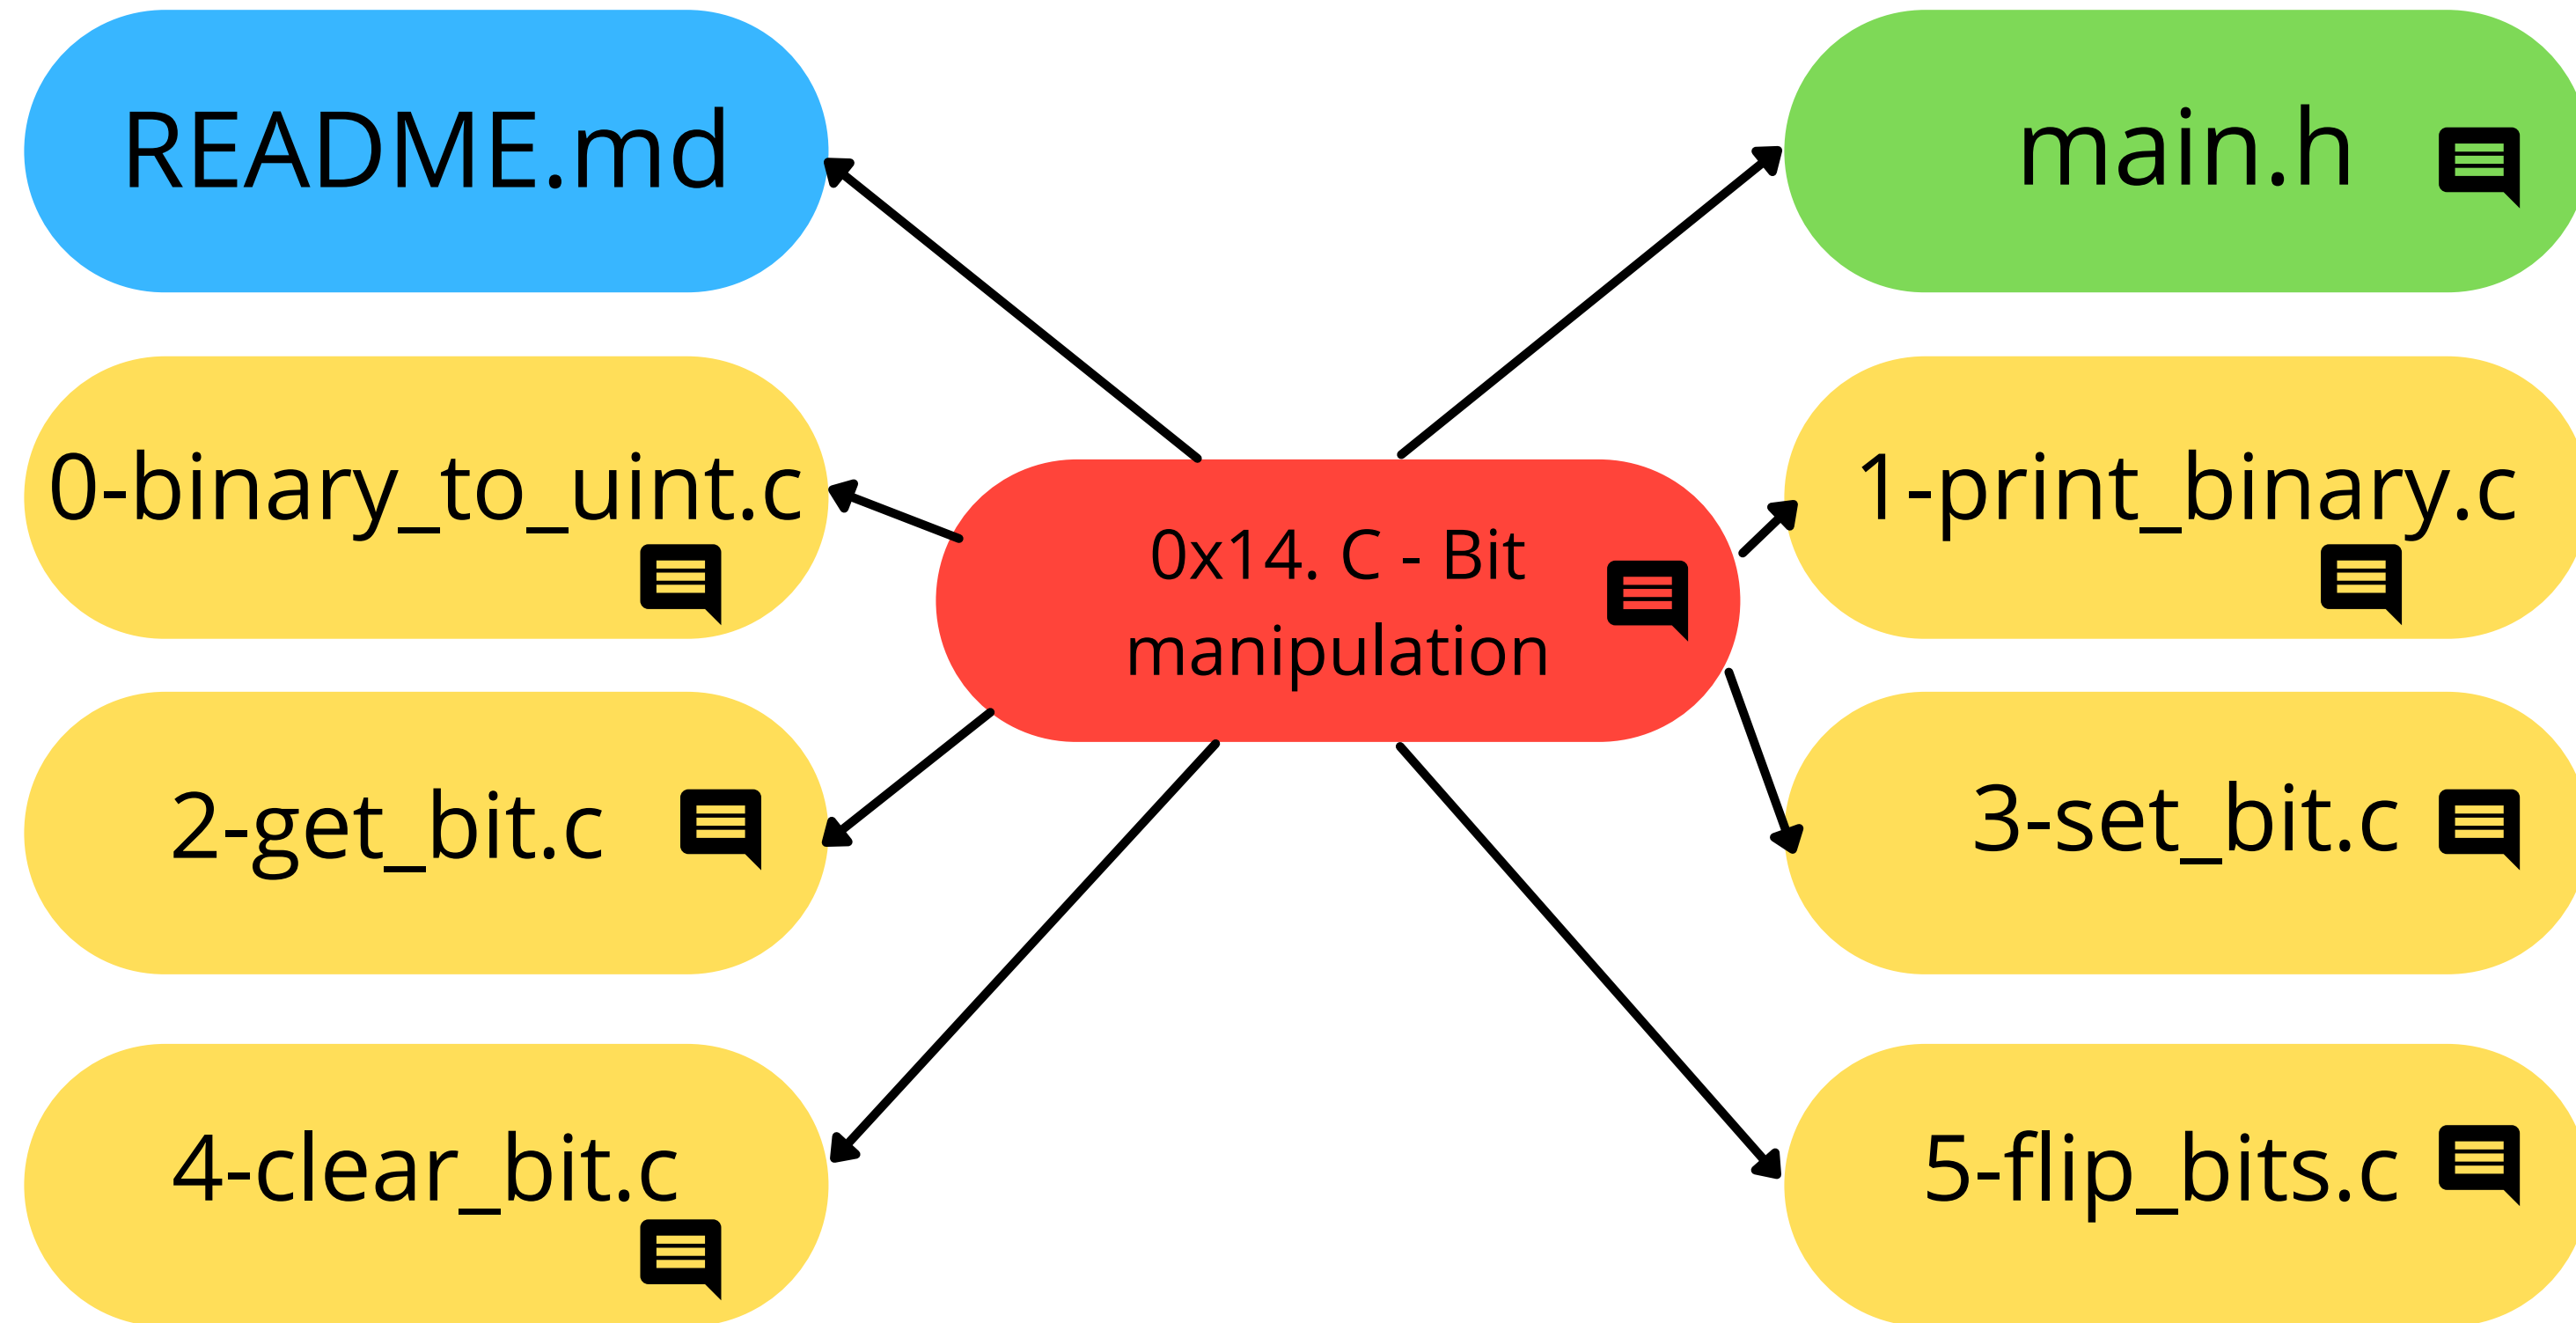 README.md
main.h
0-binary_to_uint.c
1-print_binary.c
0x14. C - Bit
manipulation
2-get_bit.c
3-set_bit.c
4-clear_bit.c
5-flip_bits.c